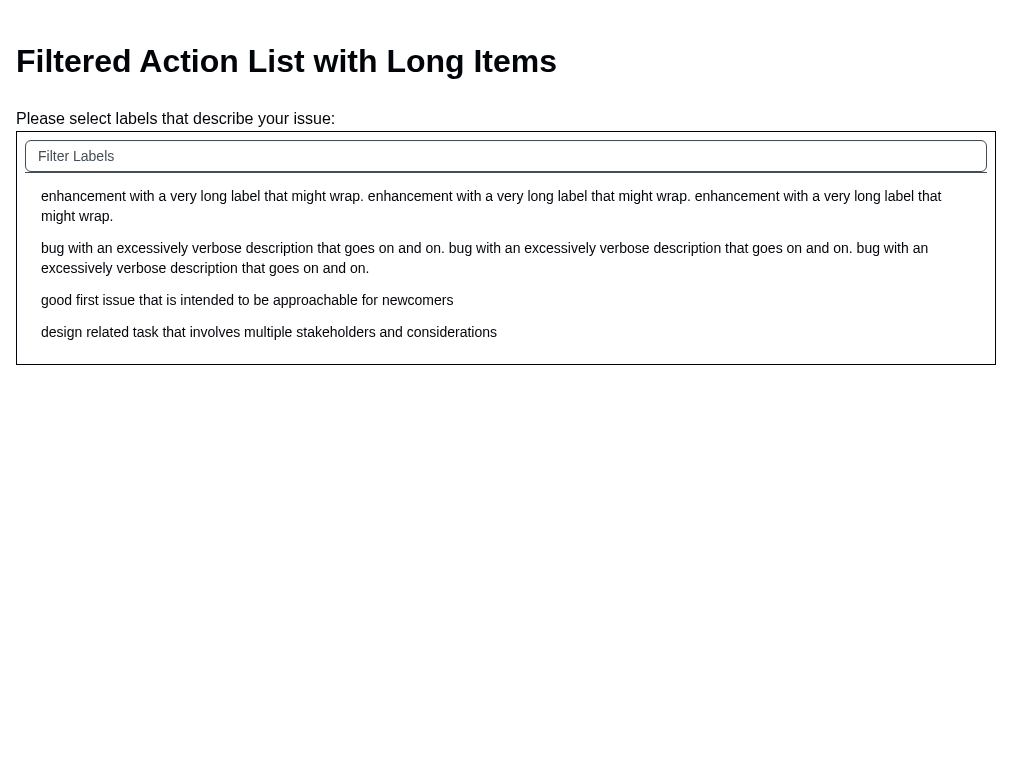 Filtered Action List with Long Items
Please select labels that describe your issue:
Filter Labels
enhancement with a very long label that might wrap. enhancement with a very long label that might wrap. enhancement with a very long label that
might wrap.
bug with an excessively verbose description that goes on and on. bug with an excessively verbose description that goes on and on. bug with an
excessively verbose description that goes on and on.
good first issue that is intended to be approachable for newcomers
design related task that involves multiple stakeholders and considerations